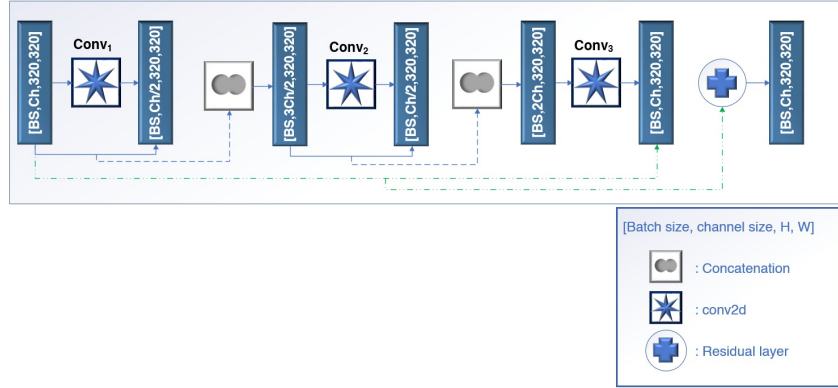 [BS,Ch,320,320]
Conv1
[BS,Ch/2,320,320]
[BS,3Ch/2,320,320]
Conv2
[BS,Ch/2,320,320]
[BS,2Ch,320,320]
Conv3
[BS,Ch,320,320]
[BS,Ch,320,320]
[Batch size, channel size, H, W]
: Concatenation
: conv2d
: Residual layer